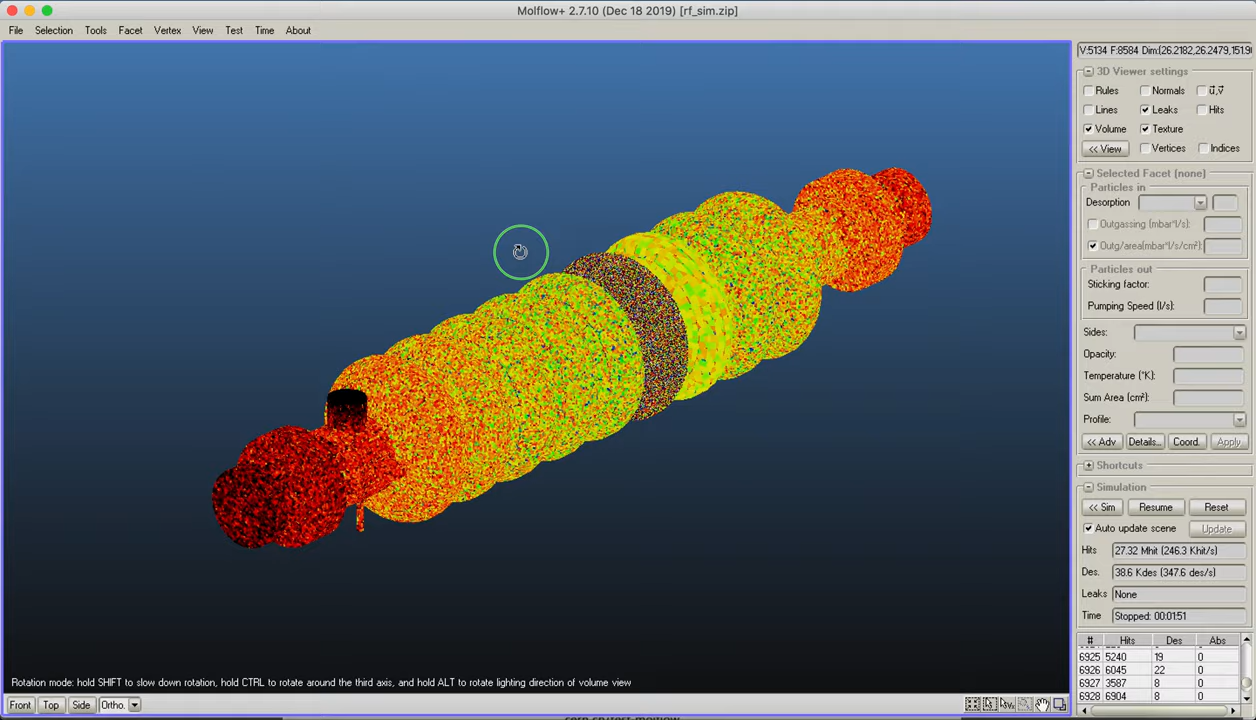 Molflow+ 2.7.10 (Dec 18 2019) [rf_sim.zip]
File Selection Tools Facet Vertex View Test Time About
V:5134 F:8584 Dim:(26.2182,26.2479,151.90
3D Viewer settings
Rules Normals ü,v̄
Lines Leaks Hits
Volume Texture
<< View Vertices Indices
Selected Facet (none)
Particles in
Desorption
Outgassing (mbar*l/s):
Outg/area(mbar*l/s/cm²):
Particles out
Sticking factor:
Pumping Speed (l/s):
Sides:
Opacity:
Temperature (°K):
Sum Area (cm²):
Profile:
<< Adv Details... Coord. Apply
Shortcuts
Simulation
<< Sim Resume Reset
Auto update scene Update
Hits 27.32 Mhit (246.3 Khit/s)
Des. 38.6 Kdes (347.6 des/s)
Leaks None
Time Stopped: 00:01:51
# Hits Des Abs
6925 5240 19 0
6926 6045 22 0
6927 3587 8 0
6928 6904 8 0
Rotation mode: hold SHIFT to slow down rotation, hold CTRL to rotate around the third axis, and hold ALT to rotate lighting direction of volume view
Front Top Side Ortho.